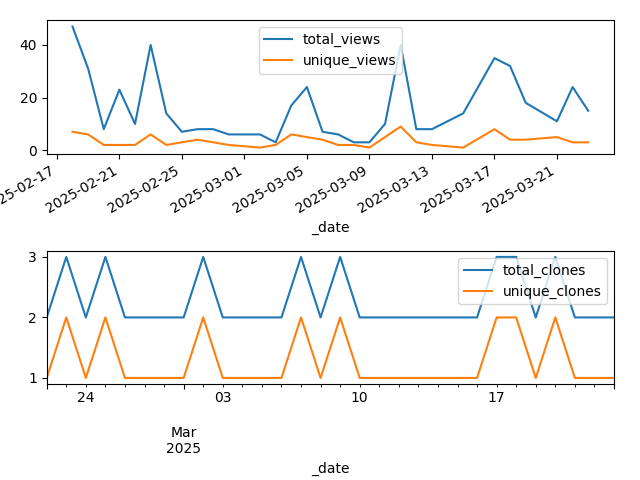 total_views
unique_views
40
20
0
2025-02-21
2025-02-25
2025-03-01
2025-03-05
2025-03-09
2025-03-13
2025-03-17
2025-03-21
025-02-17
_date
total_clones
unique_clones
3
2
1
24
03
10
17
Mar
2025
_date